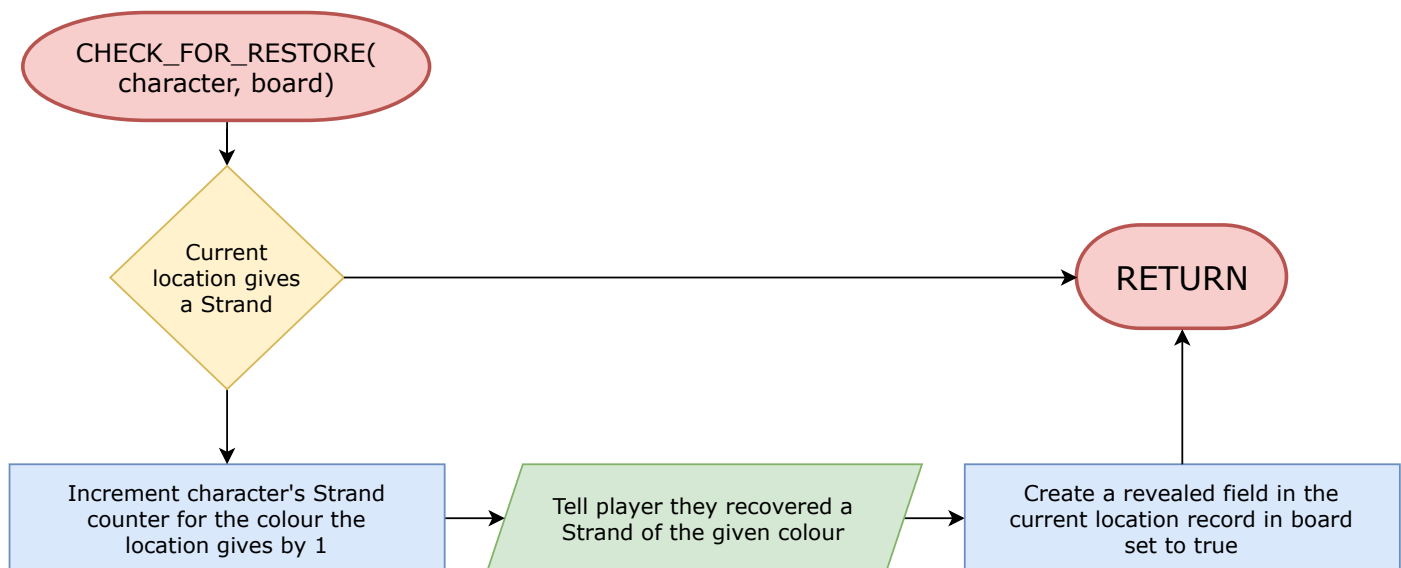 CHECK_FOR_RESTORE(
character, board)
Current
location gives
a Strand
RETURN
Increment character's Strand
counter for the colour the
location gives by 1
Tell player they recovered a
Strand of the given colour
Create a revealed field in the
current location record in board
set to true